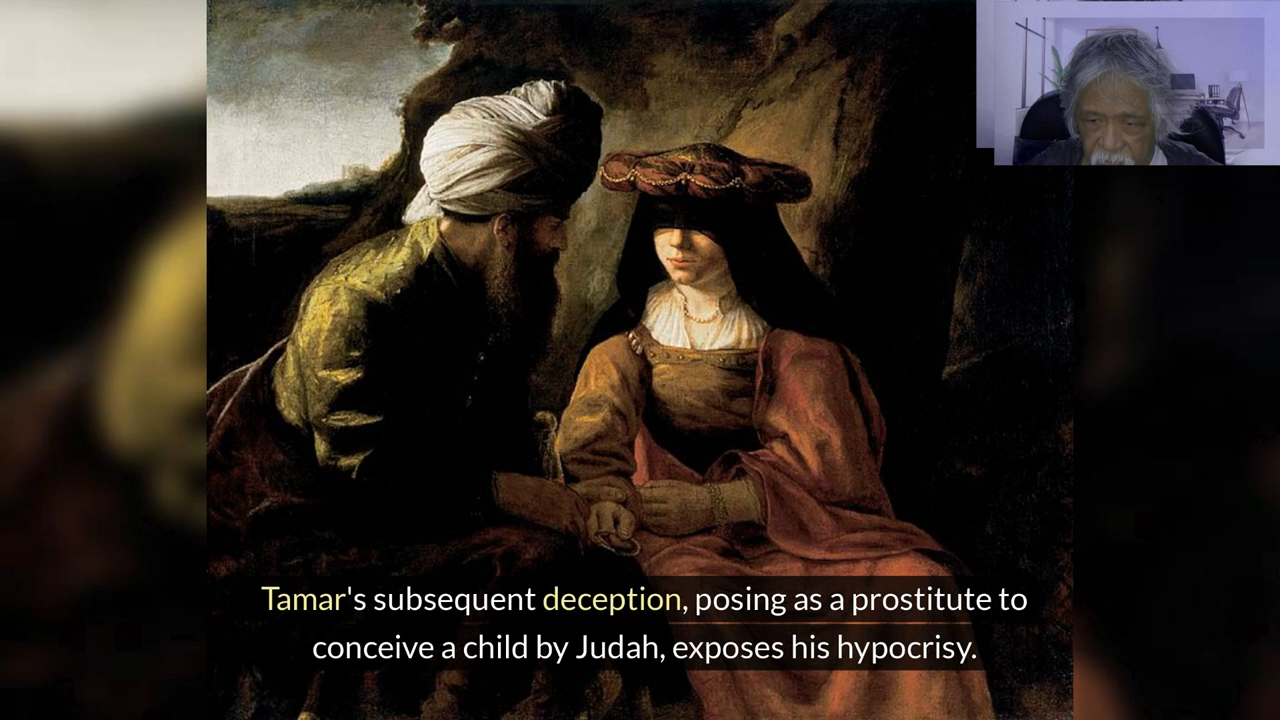 Tamar's subsequent deception, posing as a prostitute to
conceive a child by Judah, exposes his hypocrisy.